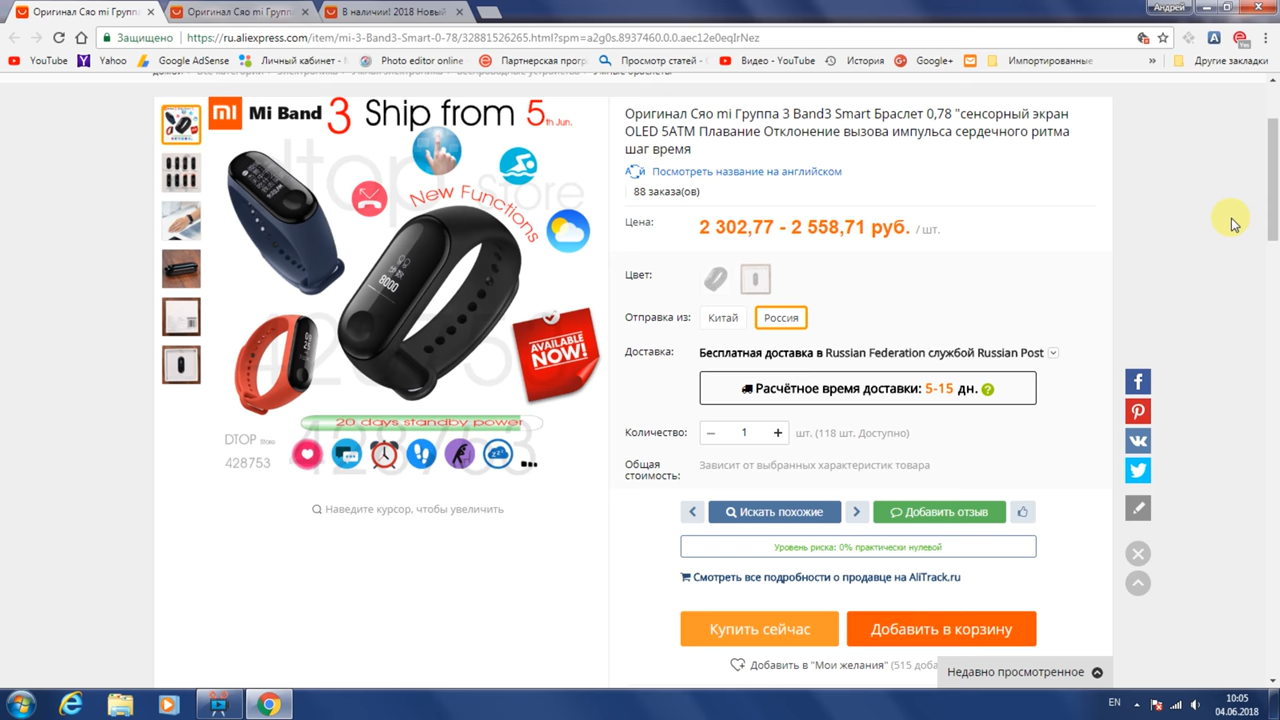 Андрей
Оригинал Сяо mi Групп
Оригинал Сяо mi Групп
В наличии! 2018 Новый
Защищено
https://ru.aliexpress.com/item/mi-3-Band3-Smart-0-78/32881526265.html?spm=a2g0s.8937460.0.0.aec12e0eqIrNez
YouTube
Yahoo
Google AdSense
Личный кабинет -
Photo editor online
Партнерская прог
Просмотр статей -
Видео - YouTube
История
Google+
Импортированные
»
Другие закладки
mi Mi Band 3 Ship from 5th Jun.
New Functions
dtop Store
8000
AVAILABLE NOW!
20 days standby power
DTOP Store
428753
Наведите курсор, чтобы увеличить
Оригинал Сяо mi Группа 3 Band3 Smart Браслет 0,78 "сенсорный экран
OLED 5ATM Плавание Отклонение вызова импульса сердечного ритма
шаг время
Посмотреть название на английском
88 заказа(ов)
Цена: 2 302,77 - 2 558,71 руб. / шт.
Цвет:
Отправка из: Китай Россия
Доставка: Бесплатная доставка в Russian Federation службой Russian Post
Расчётное время доставки: 5-15 дн. ?
Количество: – 1 + шт. (118 шт. Доступно)
Общая
стоимость: Зависит от выбранных характеристик товара
Искать похожие
Добавить отзыв
Уровень риска: 0% практически нулевой
Смотреть все подробности о продавце на AliTrack.ru
Купить сейчас
Добавить в корзину
Добавить в "Мои желания" (515 доба
Недавно просмотренное
EN
10:05
04.06.2018